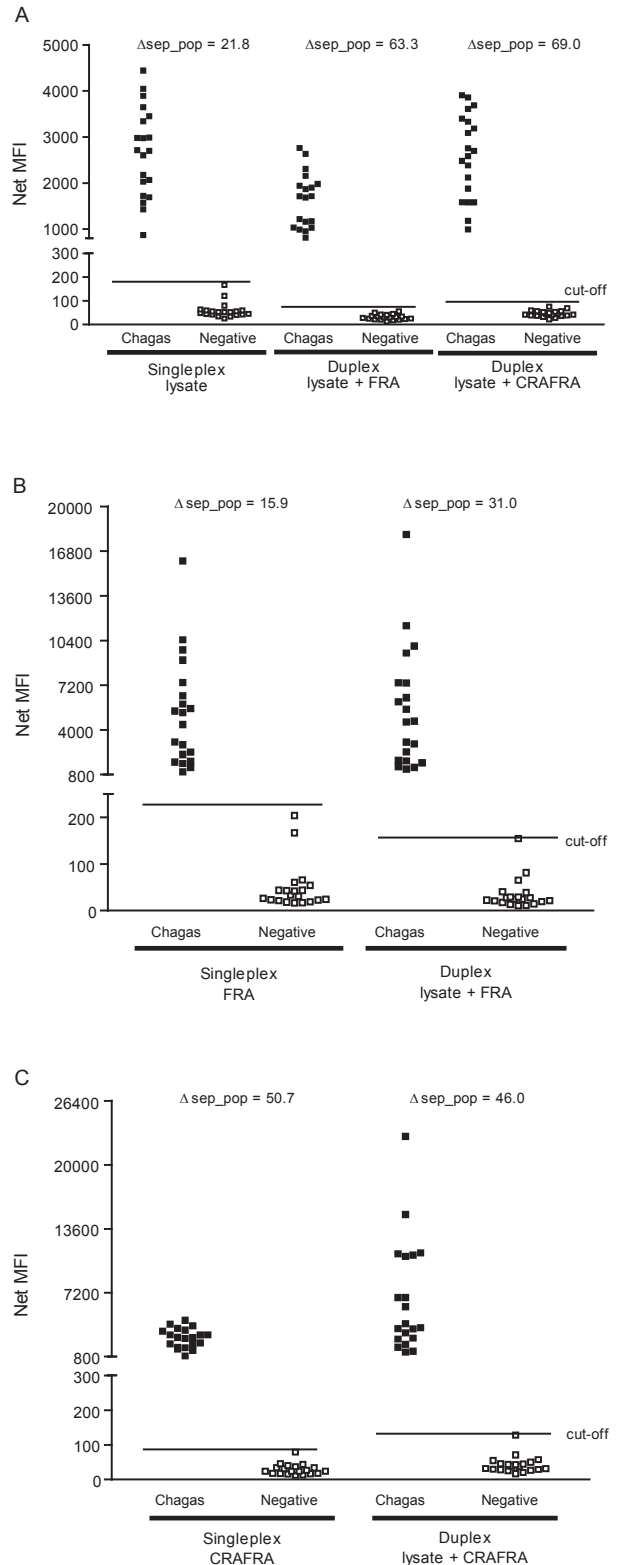 A
Δsep_pop = 21.8 Δsep_pop = 63.3 Δsep_pop = 69.0
5000
4000
3000
2000
1000
300
200
100
0
Net MFI
cut-off
Chagas Negative Chagas Negative Chagas Negative
Singleplex Duplex Duplex
lysate lysate + FRA lysate + CRAFRA
B
Δsep_pop = 15.9 Δsep_pop = 31.0
20000
16800
13600
10400
7200
4000
800
200
100
0
Net MFI
cut-off
Chagas Negative Chagas Negative
Singleplex Duplex
FRA lysate + FRA
C
Δsep_pop = 50.7 Δsep_pop = 46.0
26400
20000
13600
7200
800
300
200
100
0
Net MFI
cut-off
Chagas Negative Chagas Negative
Singleplex Duplex
CRAFRA lysate + CRAFRA